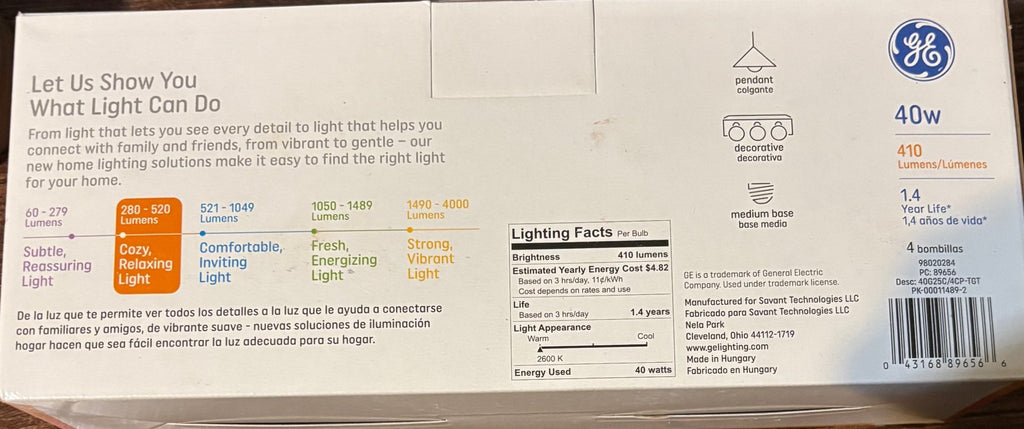 Let Us Show You
What Light Can Do
From light that lets you see every detail to light that helps you
connect with family and friends, from vibrant to gentle – our
new home lighting solutions make it easy to find the right light
for your home.
60 - 279
Lumens
Subtle,
Reassuring
Light
280 - 520
Lumens
Cozy,
Relaxing
Light
521 - 1049
Lumens
Comfortable,
Inviting
Light
1050 - 1489
Lumens
Fresh,
Energizing
Light
1490 - 4000
Lumens
Strong,
Vibrant
Light
De la luz que te permite ver todos los detalles a la luz que le ayuda a conectarse
con familiares y amigos, de vibrante suave - nuevas soluciones de iluminación
hogar hacen que sea fácil encontrar la luz adecuada para su hogar.
Lighting Facts Per Bulb
Brightness 410 lumens
Estimated Yearly Energy Cost $4.82
Based on 3 hrs/day, 11¢/kWh
Cost depends on rates and use
Life
Based on 3 hrs/day 1.4 years
Light Appearance
Warm Cool
2600 K
Energy Used 40 watts
pendant
colgante
decorative
decorativa
medium base
base media
GE is a trademark of General Electric
Company. Used under trademark license.
Manufactured for Savant Technologies LLC
Fabricado para Savant Technologies LLC
Nela Park
Cleveland, Ohio 44112-1719
www.gelighting.com
Made in Hungary
Fabricado en Hungary
GE
40w
410
Lumens/Lúmenes
1.4
Year Life*
1,4 años de vida*
4 bombillas
98020284
PC: 89656
Desc: 40G25C/4CP-TGT
PK-00011489-2
0 43168 89656 6